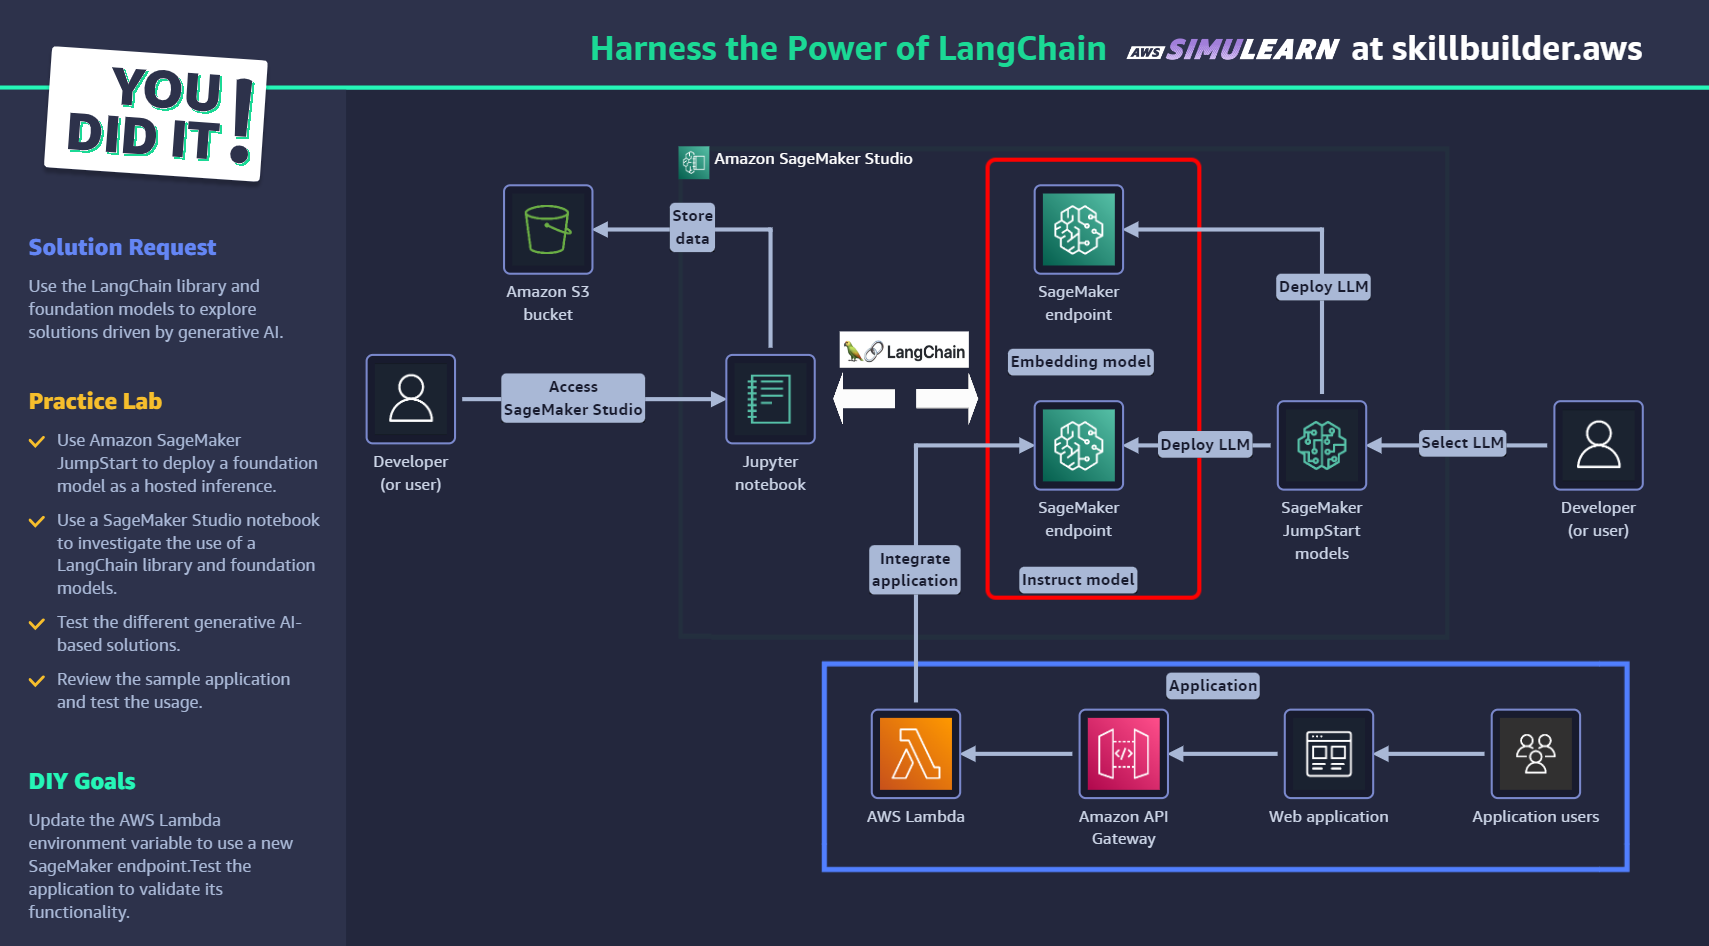 Harness the Power of LangChain aws SIMULEARN at skillbuilder.aws
YOU
DID IT!
Solution Request
Use the LangChain library and
foundation models to explore
solutions driven by generative AI.
Practice Lab
Use Amazon SageMaker
JumpStart to deploy a foundation
model as a hosted inference.
Use a SageMaker Studio notebook
to investigate the use of a
LangChain library and foundation
models.
Test the different generative AI-
based solutions.
Review the sample application
and test the usage.
DIY Goals
Update the AWS Lambda
environment variable to use a new
SageMaker endpoint.Test the
application to validate its
functionality.
Amazon SageMaker Studio
Store
data
Amazon S3
bucket
SageMaker
endpoint
Deploy LLM
LangChain
Embedding model
Access
SageMaker Studio
Developer
(or user)
Jupyter
notebook
Deploy LLM
Select LLM
SageMaker
endpoint
SageMaker
JumpStart
models
Developer
(or user)
Integrate
application
Instruct model
Application
AWS Lambda
Amazon API
Gateway
Web application
Application users